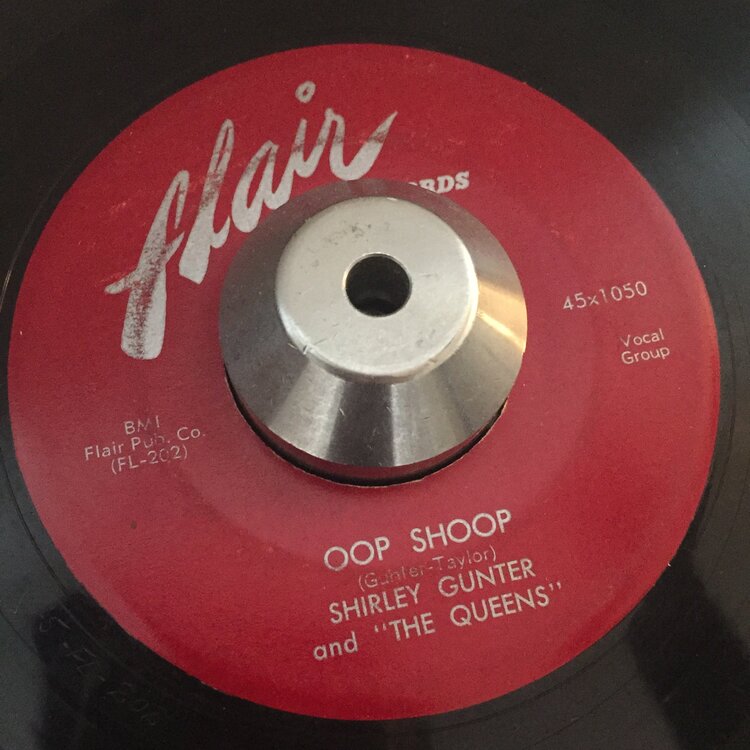 flair
45x1050
Vocal
Group
BMI
Flair Pub. Co.
(FL-202)
OOP SHOOP
(Gunter-Taylor)
SHIRLEY GUNTER
and "THE QUEENS"